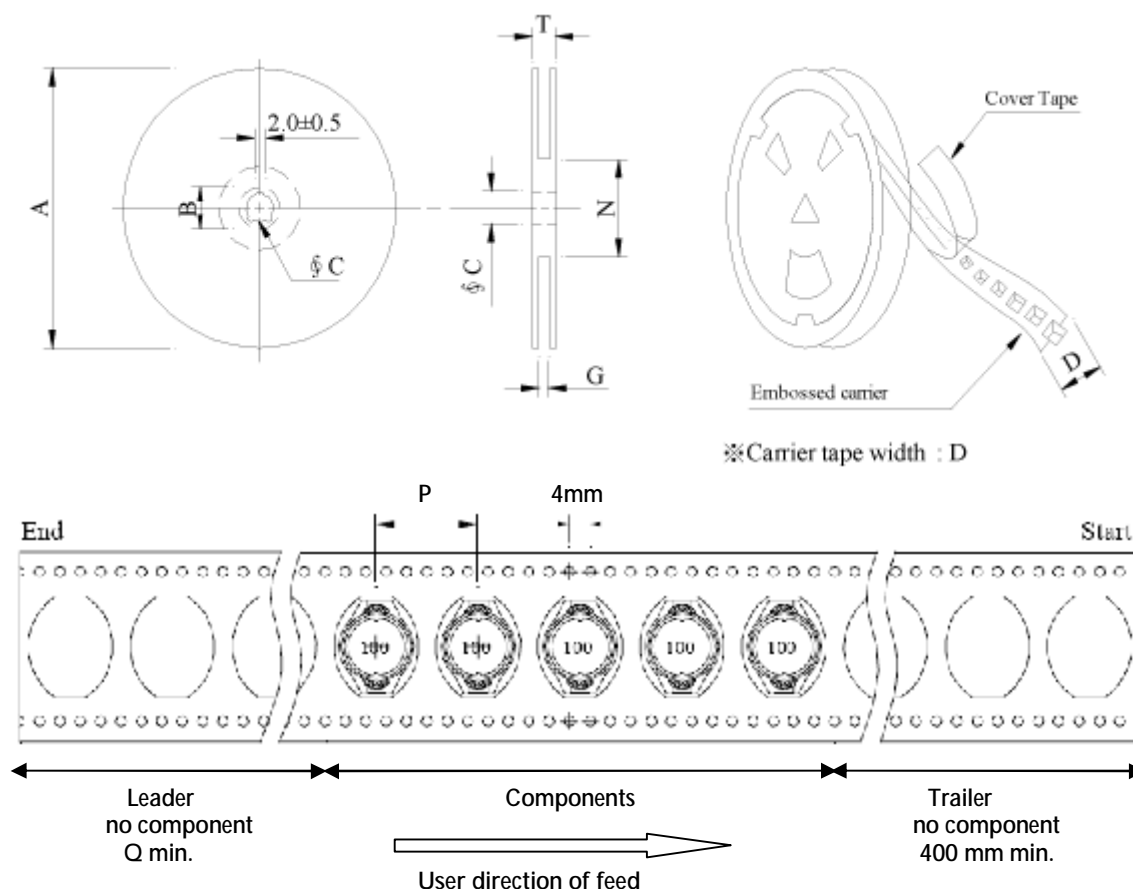 T
2.0±0.5
A
B
∮ C
∮ C
N
G
Cover Tape
D
Embossed carrier
※Carrier tape width : D
P
4mm
End
Start
100 100 100 100 100
Leader
no component
Q min.
Components
Trailer
no component
400 mm min.
User direction of feed